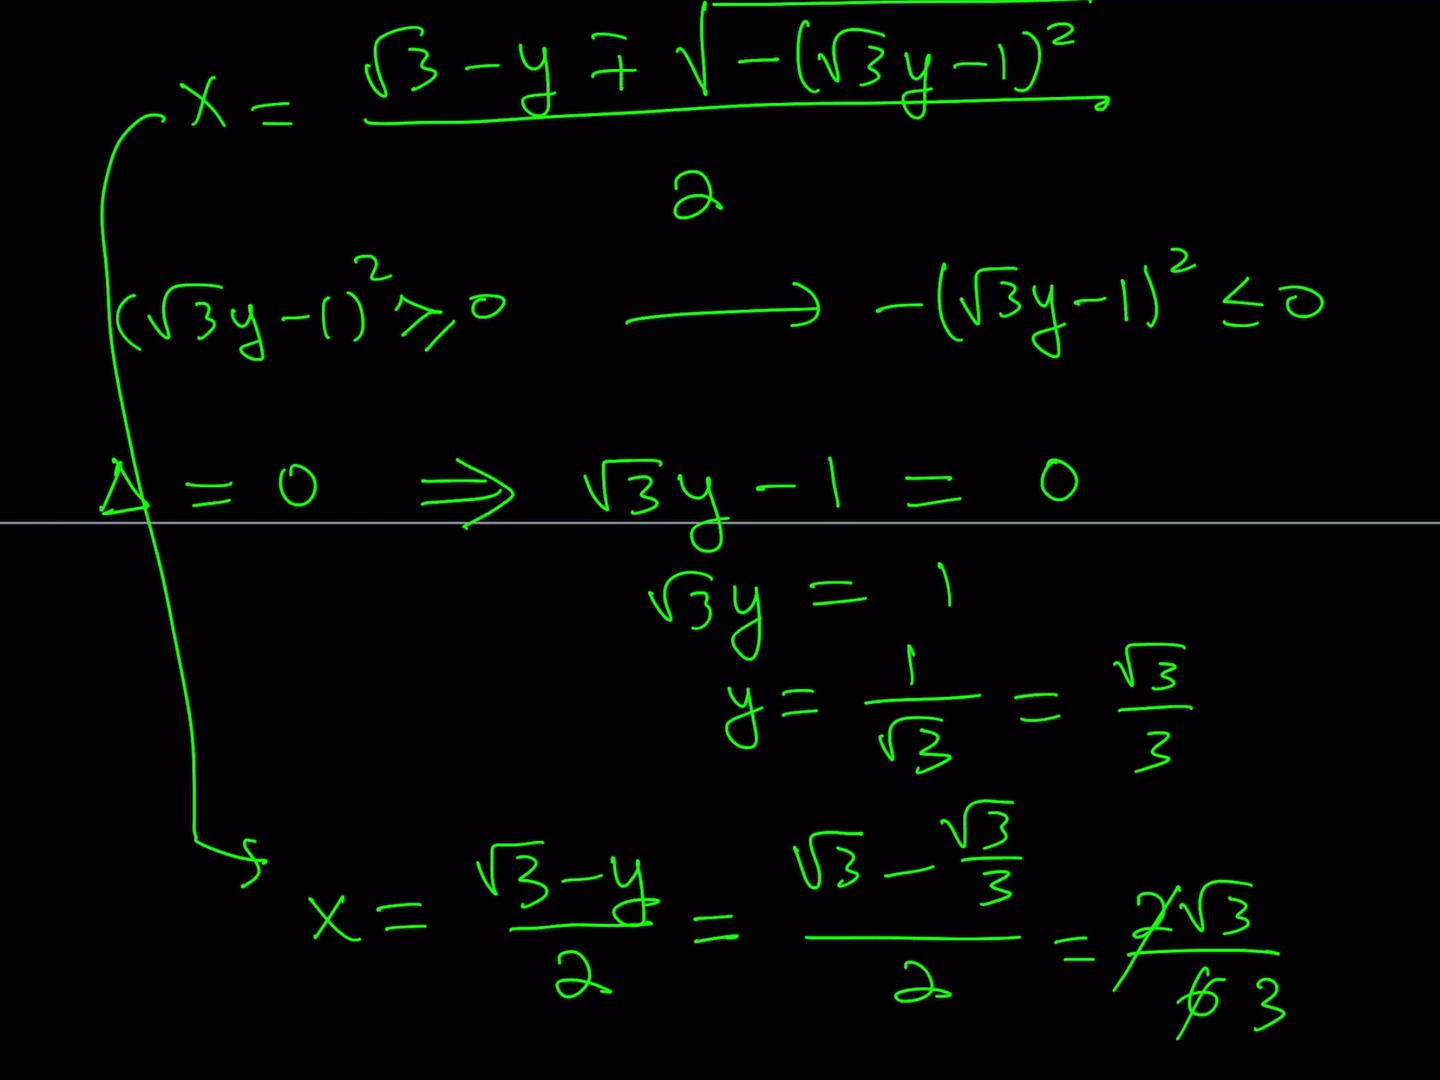 x = (√3 - y ∓ √(-(√3y - 1)²)) / 2
(√3y - 1)² ⩾ 0 ⟶ -(√3y - 1)² ≤ 0
Δ = 0 ⇒ √3y - 1 = 0
√3y = 1
y = 1/√3 = √3/3
x = (√3 - y)/2 = (√3 - √3/3)/2 = 2√3/6 3